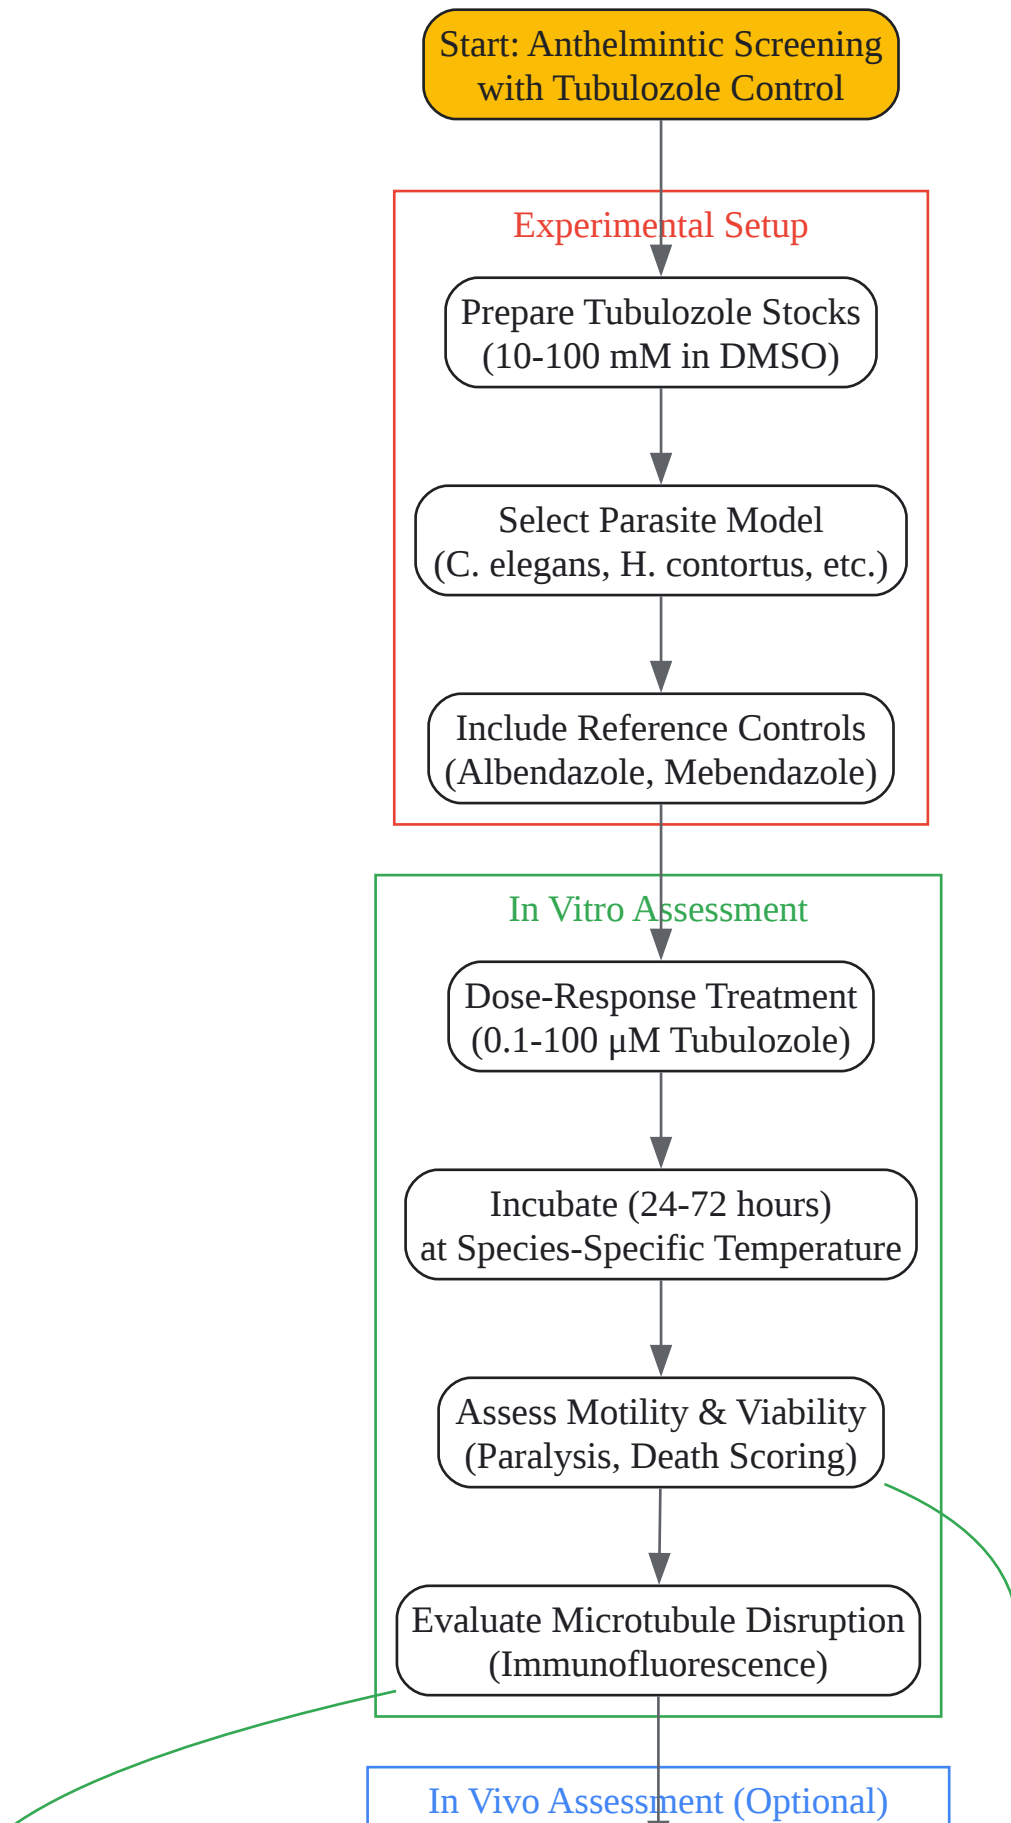 Start: Anthelmintic Screening
with Tubulozole Control
Experimental Setup
Prepare Tubulozole Stocks
(10-100 mM in DMSO)
Select Parasite Model
(C. elegans, H. contortus, etc.)
Include Reference Controls
(Albendazole, Mebendazole)
In Vitro Assessment
Dose-Response Treatment
(0.1-100 μM Tubulozole)
Incubate (24-72 hours)
at Species-Specific Temperature
Assess Motility & Viability
(Paralysis, Death Scoring)
Evaluate Microtubule Disruption
(Immunofluorescence)
In Vivo Assessment (Optional)